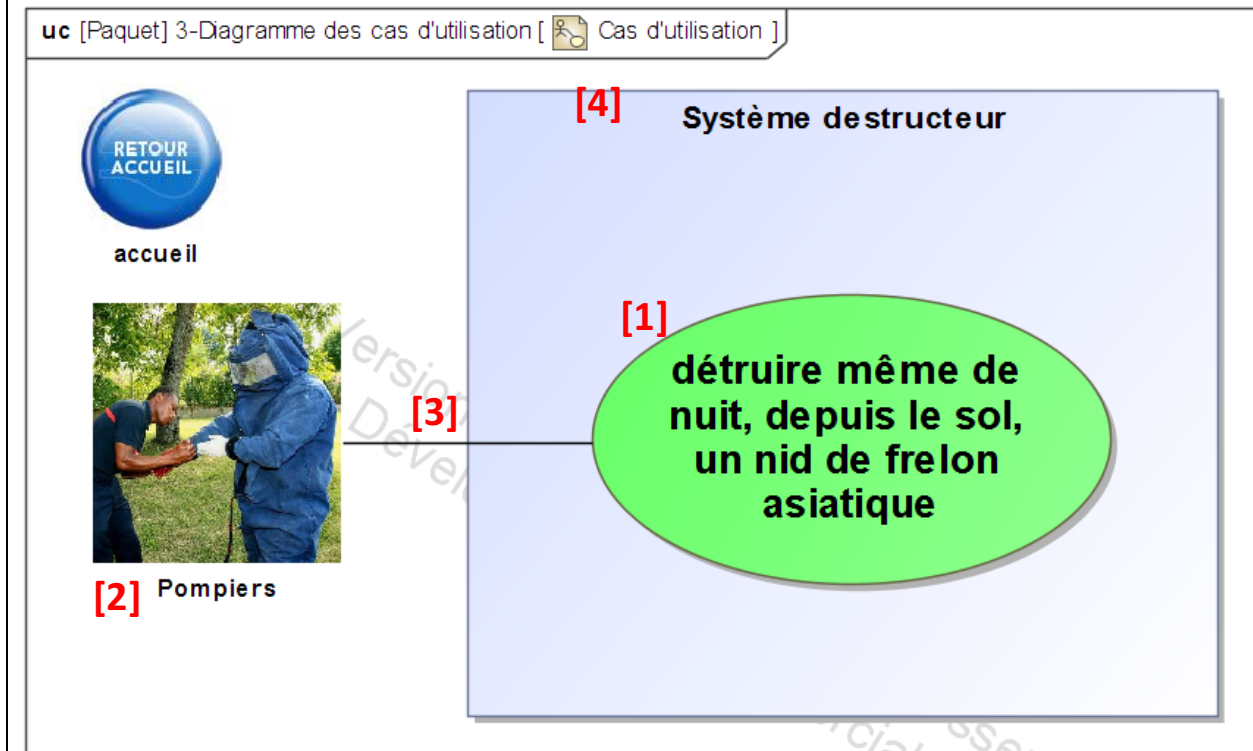 uc [Paquet] 3-Diagramme des cas d'utilisation [ Cas d'utilisation ]
[4]
Système destructeur
RETOUR
ACCUEIL
accueil
[1]
détruire même de
nuit, depuis le sol,
un nid de frelon
asiatique
[3]
[2] Pompiers
Version